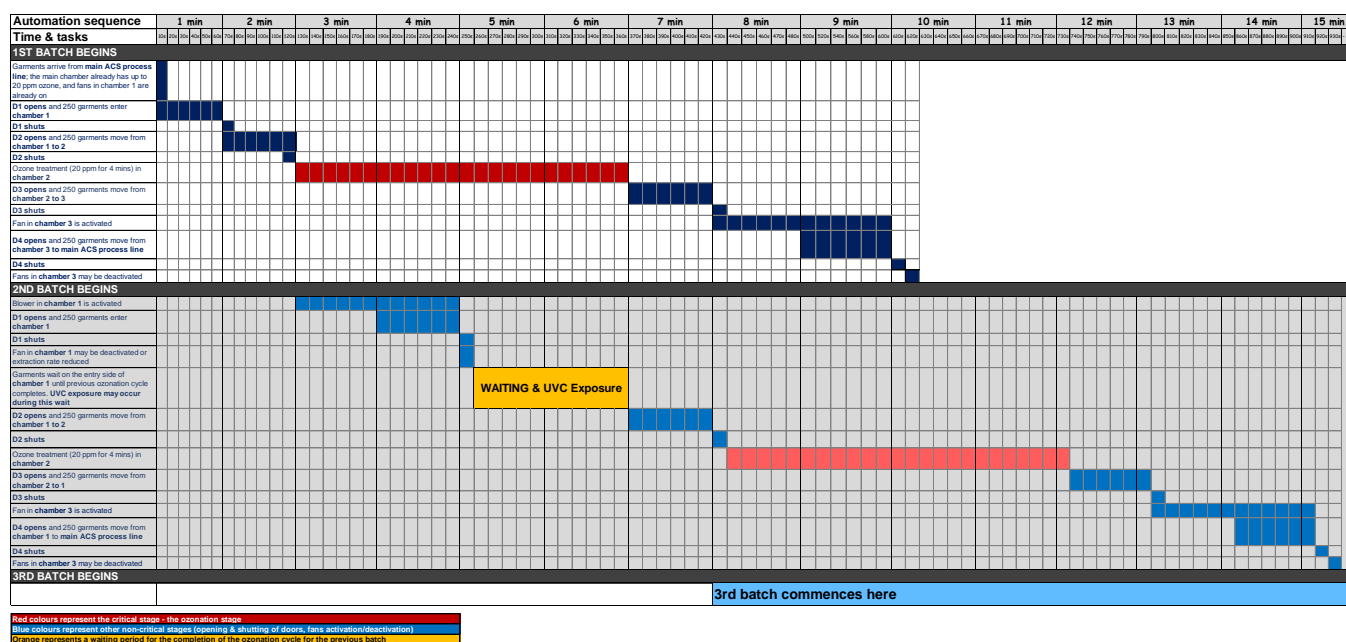 Automation sequence 1 min 2 min 3 min 4 min 5 min 6 min 7 min 8 min 9 min 10 min 11 min 12 min 13 min 14 min 15 min
Time & tasks
1ST BATCH BEGINS
Garments arrive from main ACS process
line; the main chamber already has up to
20 ppm ozone, and fans in chamber 1 are
already on
D1 opens and 250 garments enter
chamber 1
D1 shuts
D2 opens and 250 garments move from
chamber 1 to 2
D2 shuts
Ozone treatment (20 ppm for 4 mins) in
chamber 2
D3 opens and 250 garments move from
chamber 2 to 3
D3 shuts
Fan in chamber 3 is activated
D4 opens and 250 garments move from
chamber 3 to main ACS process line
D4 shuts
Fans in chamber 3 may be deactivated
2ND BATCH BEGINS
Blower in chamber 1 is activated
D1 opens and 250 garments enter
chamber 1
D1 shuts
Fan in chamber 1 may be deactivated or
extraction rate reduced
Garments wait on the entry side of
chamber 1 until previous ozonation cycle
completes. UVC exposure may occur
during this wait
WAITING & UVC Exposure
D2 opens and 250 garments move from
chamber 1 to 2
D2 shuts
Ozone treatment (20 ppm for 4 mins) in
chamber 2
D3 opens and 250 garments move from
chamber 2 to 1
D3 shuts
Fan in chamber 3 is activated
D4 opens and 250 garments move from
chamber 1 to main ACS process line
D4 shuts
Fans in chamber 3 may be deactivated
3RD BATCH BEGINS
3rd batch commences here
Red colours represent the critical stage - the ozonation stage
Blue colours represent other non-critical stages (opening & shutting of doors, fans activation/deactivation)
Orange represents a waiting period for the completion of the ozonation cycle for the previous batch